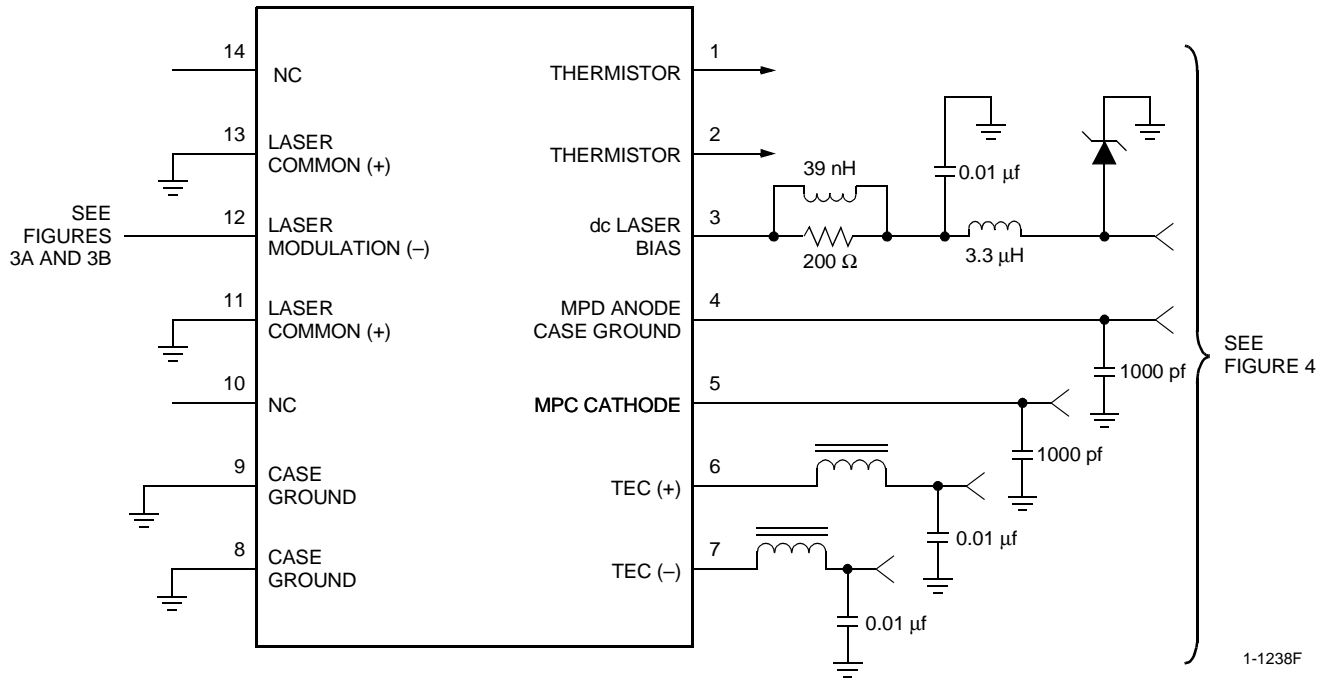 14
NC
13
LASER
COMMON (+)
SEE
FIGURES
3A AND 3B
12
LASER
MODULATION (–)
11
LASER
COMMON (+)
10
NC
9
CASE
GROUND
8
CASE
GROUND
1
THERMISTOR
2
THERMISTOR
3
dc LASER
BIAS
39 nH
200 Ω
0.01 µf
3.3 µH
4
MPD ANODE
CASE GROUND
1000 pf
5
MPC CATHODE
1000 pf
6
TEC (+)
0.01 µf
7
TEC (–)
0.01 µf
SEE
FIGURE 4
1-1238F